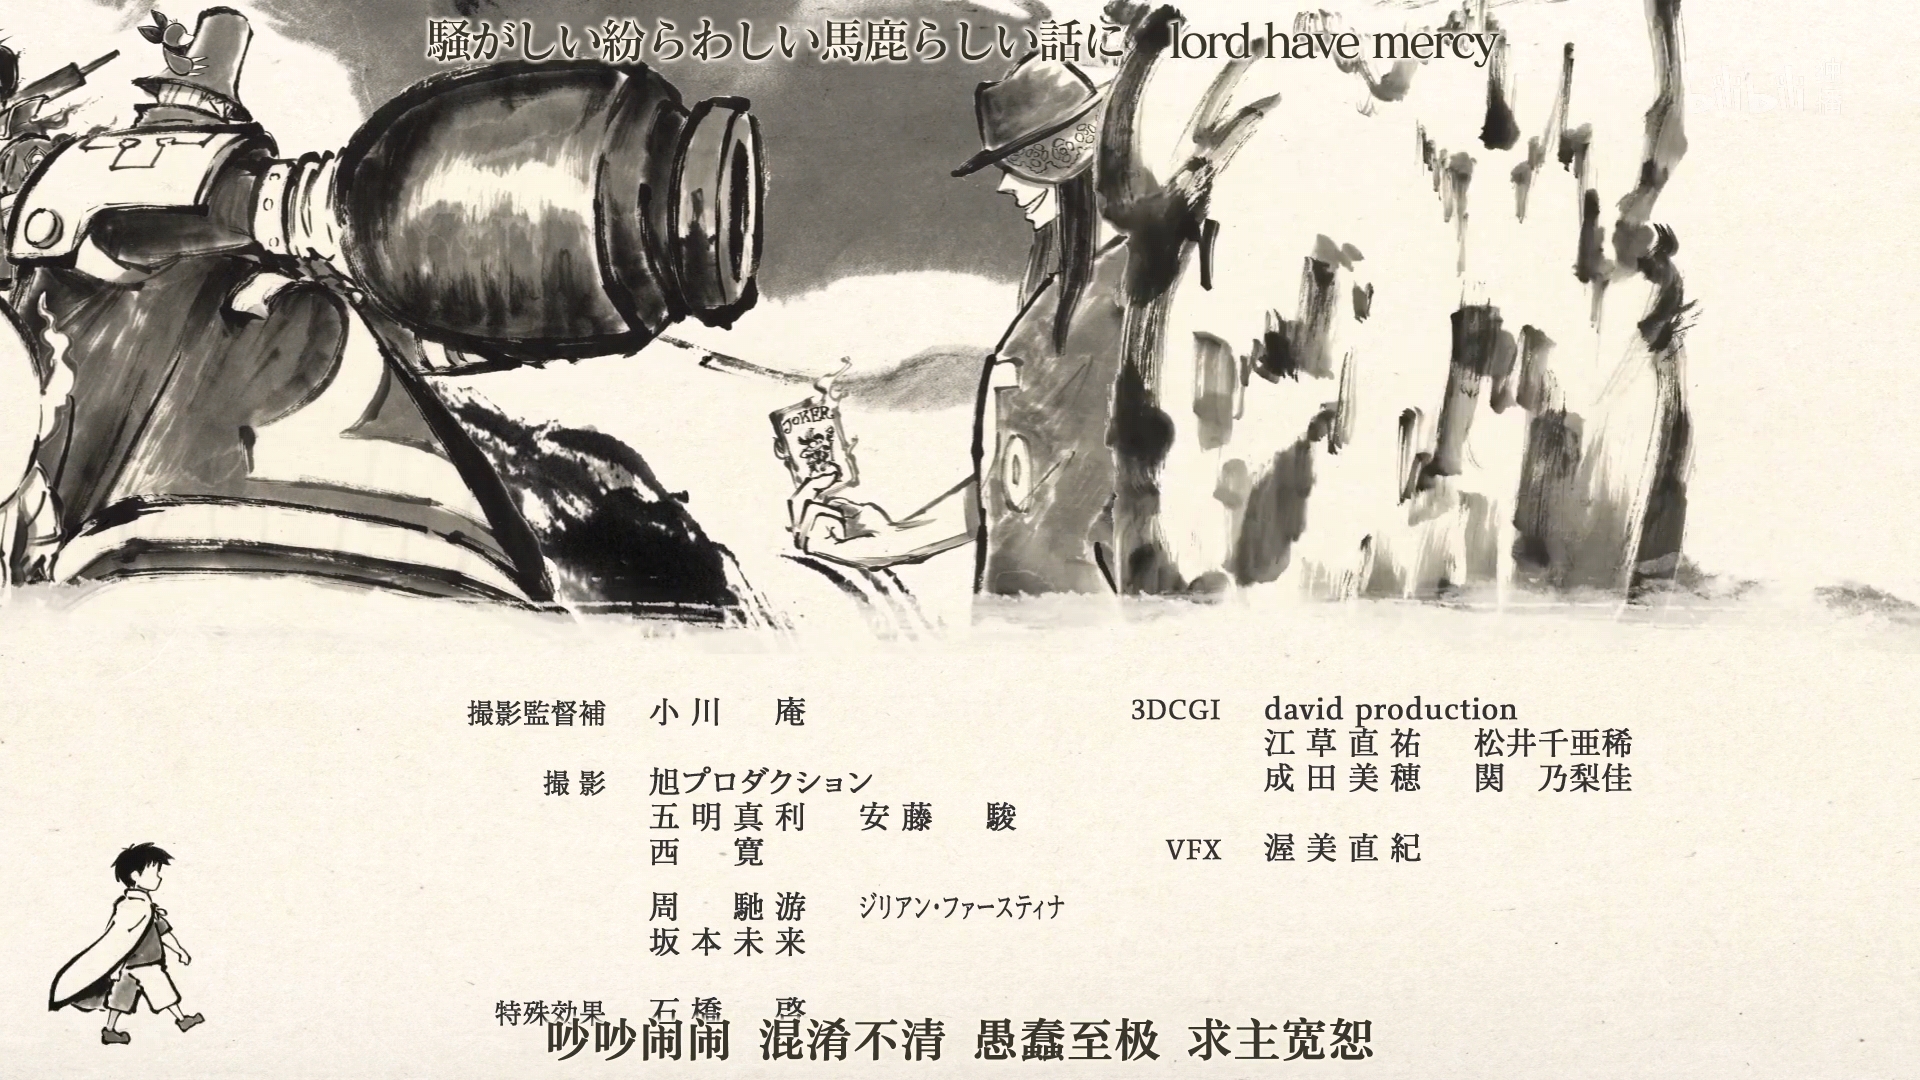 騒がしい紛らわしい馬鹿らしい話に lord have mercy
JOKER
撮影監督補 小川 庵
撮影 旭プロダクション
五明真利 安藤 駿
西 寛
周 馳游 ジリアン・ファースティナ
坂本未来
特殊効果 石橋 啓
3DCGI david production
江草直祐 松井千亜稀
成田美穂 関 乃梨佳
VFX 渥美直紀
吵吵闹闹 混淆不清 愚蠢至极 求主宽恕